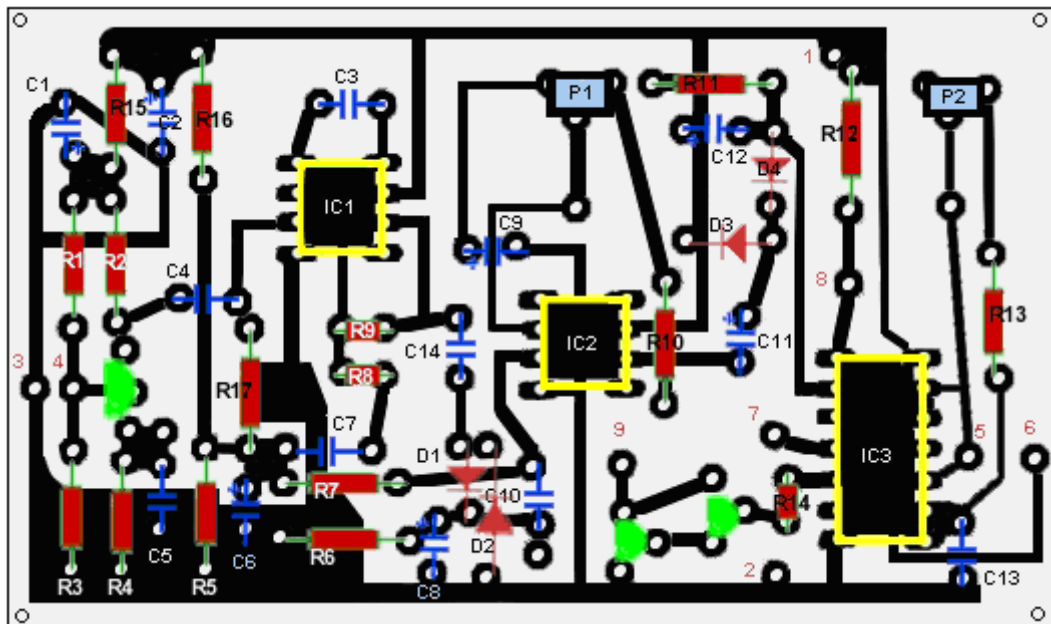 C1
R15
C2
R16
C3
IC1
P1
R11
C12
D4
1
R12
P2
R1
R2
C4
C9
D3
8
R13
3
4
R9
R8
C14
IC2
R10
C11
R17
C7
D1
R7
C10
D2
9
7
R14
IC3
5
6
R3
R4
C5
R5
C6
R6
C8
2
C13